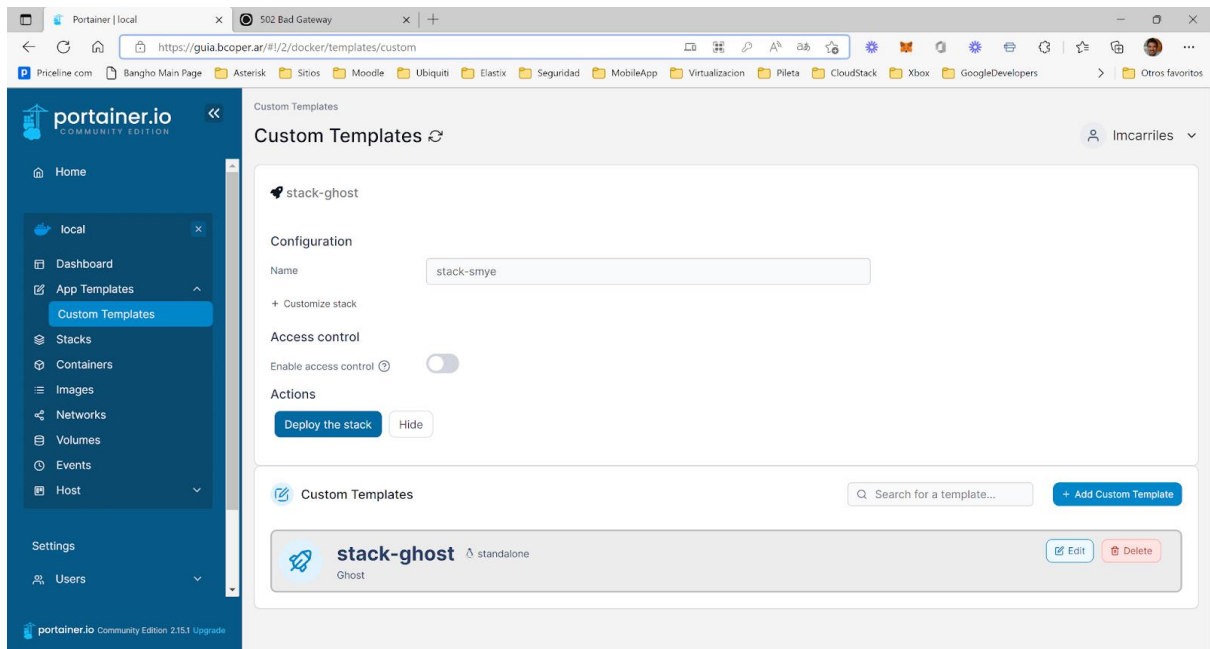 Portainer | local
502 Bad Gateway
https://guia.bcoper.ar/#!/2/docker/templates/custom
Priceline com Bangho Main Page Asterisk Sitios Moodle Ubiquiti Elastix Seguridad MobileApp Virtualizacion Pileta CloudStack Xbox GoogleDevelopers Otros favoritos
portainer.io
COMMUNITY EDITION
Home
local
Dashboard
App Templates
Custom Templates
Stacks
Containers
Images
Networks
Volumes
Events
Host
Settings
Users
portainer.io Community Edition 2.15.1 Upgrade
Custom Templates
Custom Templates
lmcarriles
stack-ghost
Configuration
Name stack-smye
+ Customize stack
Access control
Enable access control
Actions
Deploy the stack Hide
Custom Templates Search for a template... + Add Custom Template
stack-ghost standalone
Ghost
Edit Delete